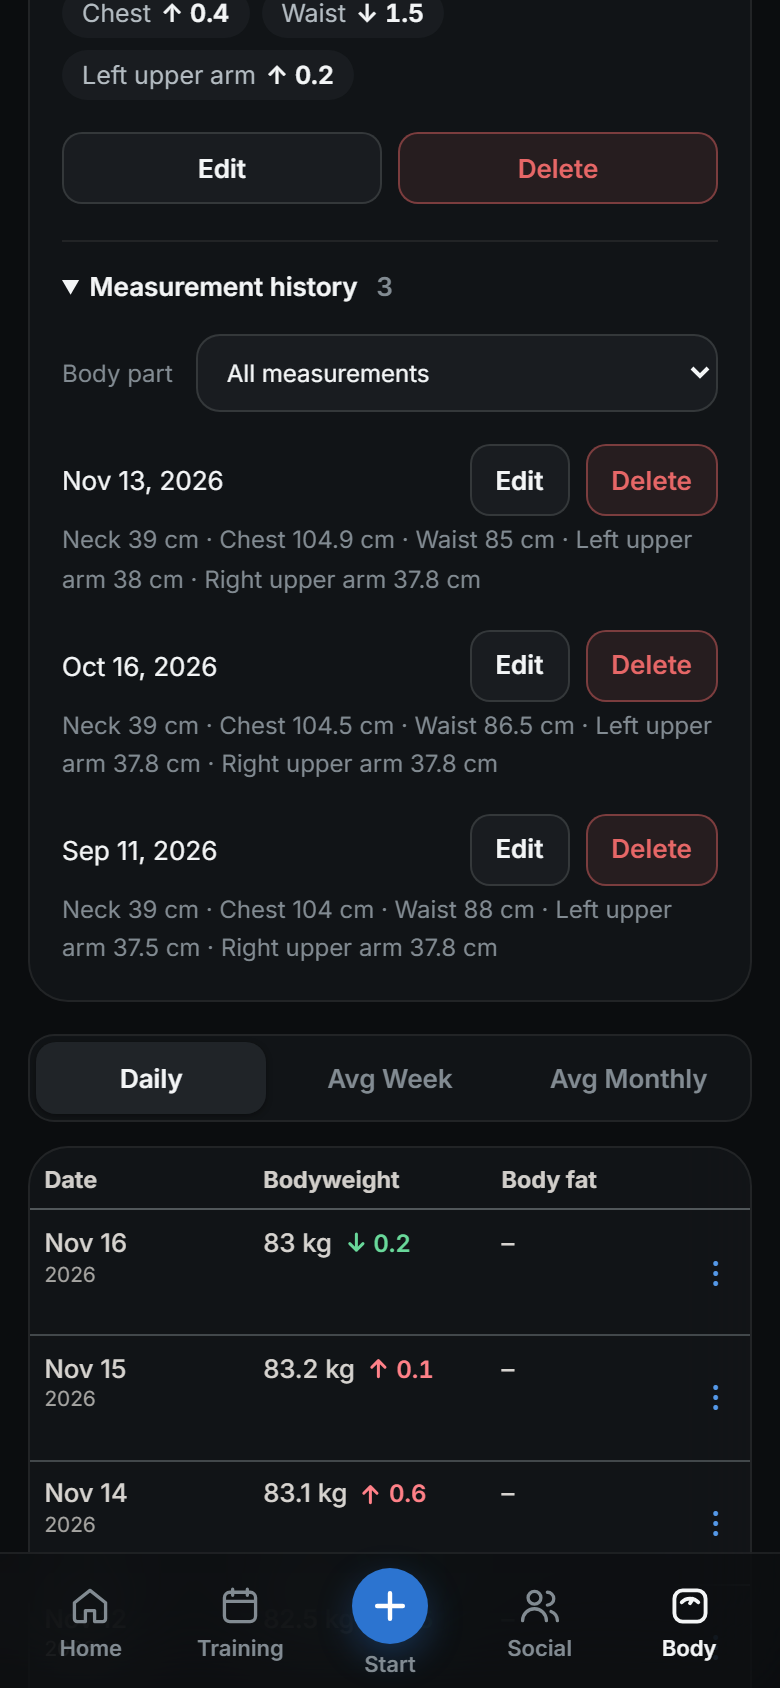 Chest ↑ 0.4 Waist ↓ 1.5
Left upper arm ↑ 0.2
Edit Delete
▼ Measurement history 3
Body part All measurements
Nov 13, 2026 Edit Delete
Neck 39 cm · Chest 104.9 cm · Waist 85 cm · Left upper
arm 38 cm · Right upper arm 37.8 cm
Oct 16, 2026 Edit Delete
Neck 39 cm · Chest 104.5 cm · Waist 86.5 cm · Left upper
arm 37.8 cm · Right upper arm 37.8 cm
Sep 11, 2026 Edit Delete
Neck 39 cm · Chest 104 cm · Waist 88 cm · Left upper
arm 37.5 cm · Right upper arm 37.8 cm
Daily Avg Week Avg Monthly
Date Bodyweight Body fat
Nov 16 83 kg ↓ 0.2 –
2026
Nov 15 83.2 kg ↑ 0.1 –
2026
Nov 14 83.1 kg ↑ 0.6 –
2026
Home Training Start Social Body